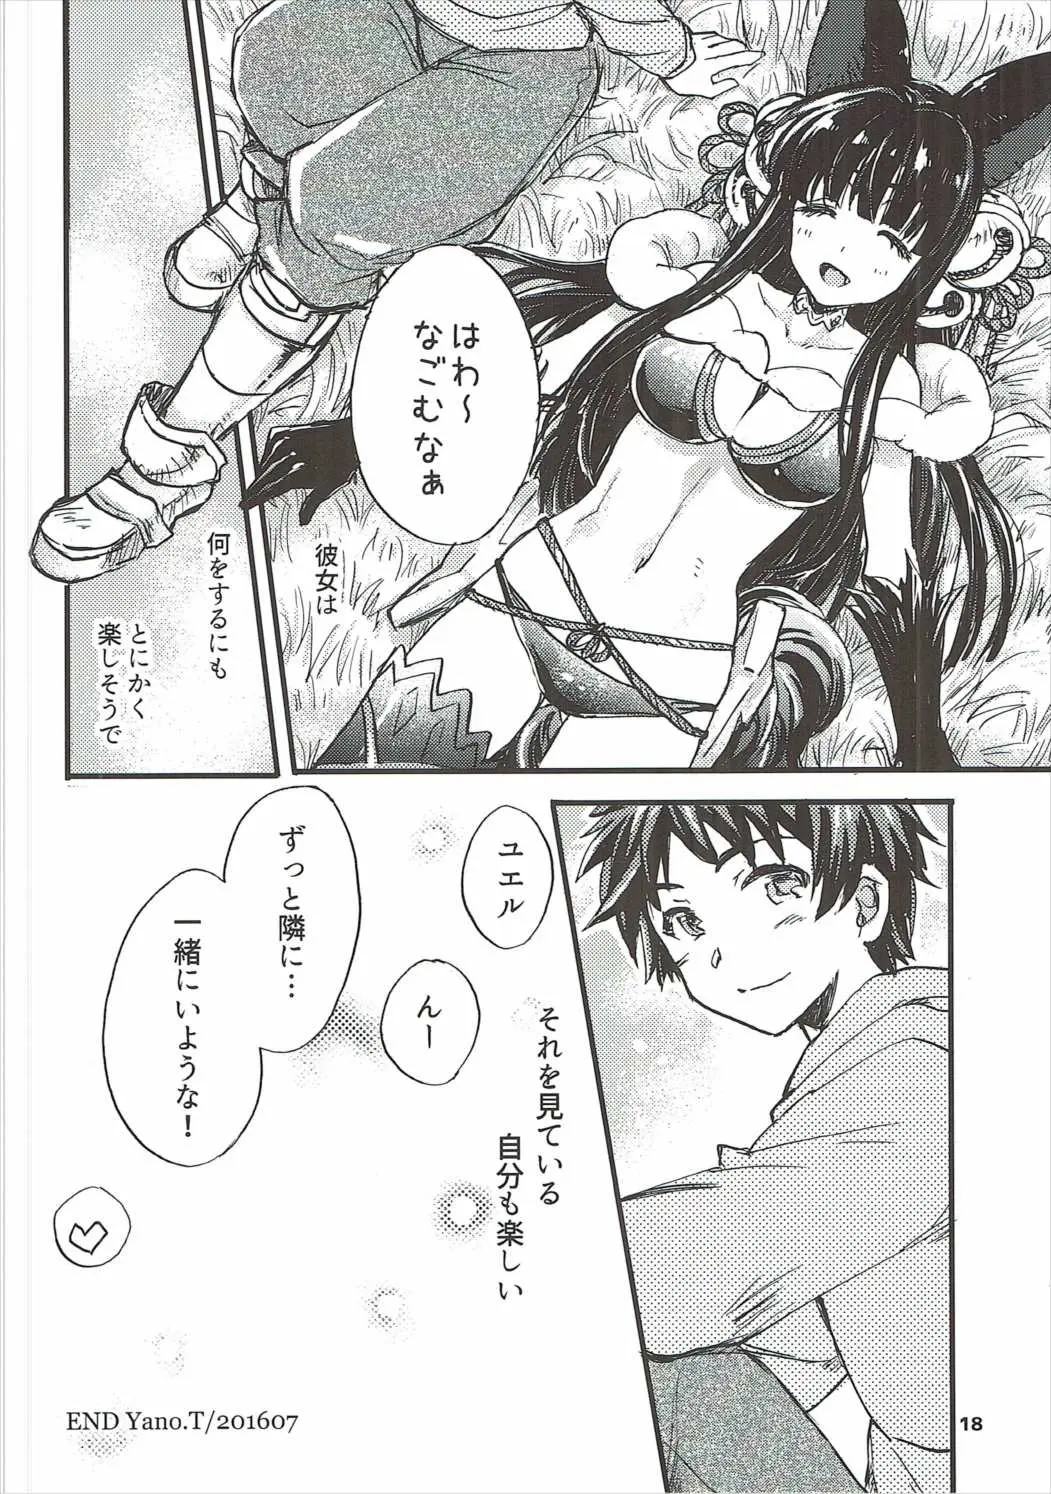 はわ～
なごむなぁ
彼女は
何をするにも
とにかく
楽しそうで
ユエル
んー
それを見ている
自分も楽しい
ずっと隣に…
一緒にいような！
END Yano.T/201607
18